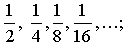 1/2, 1/4, 1/8, 1/16, ...;